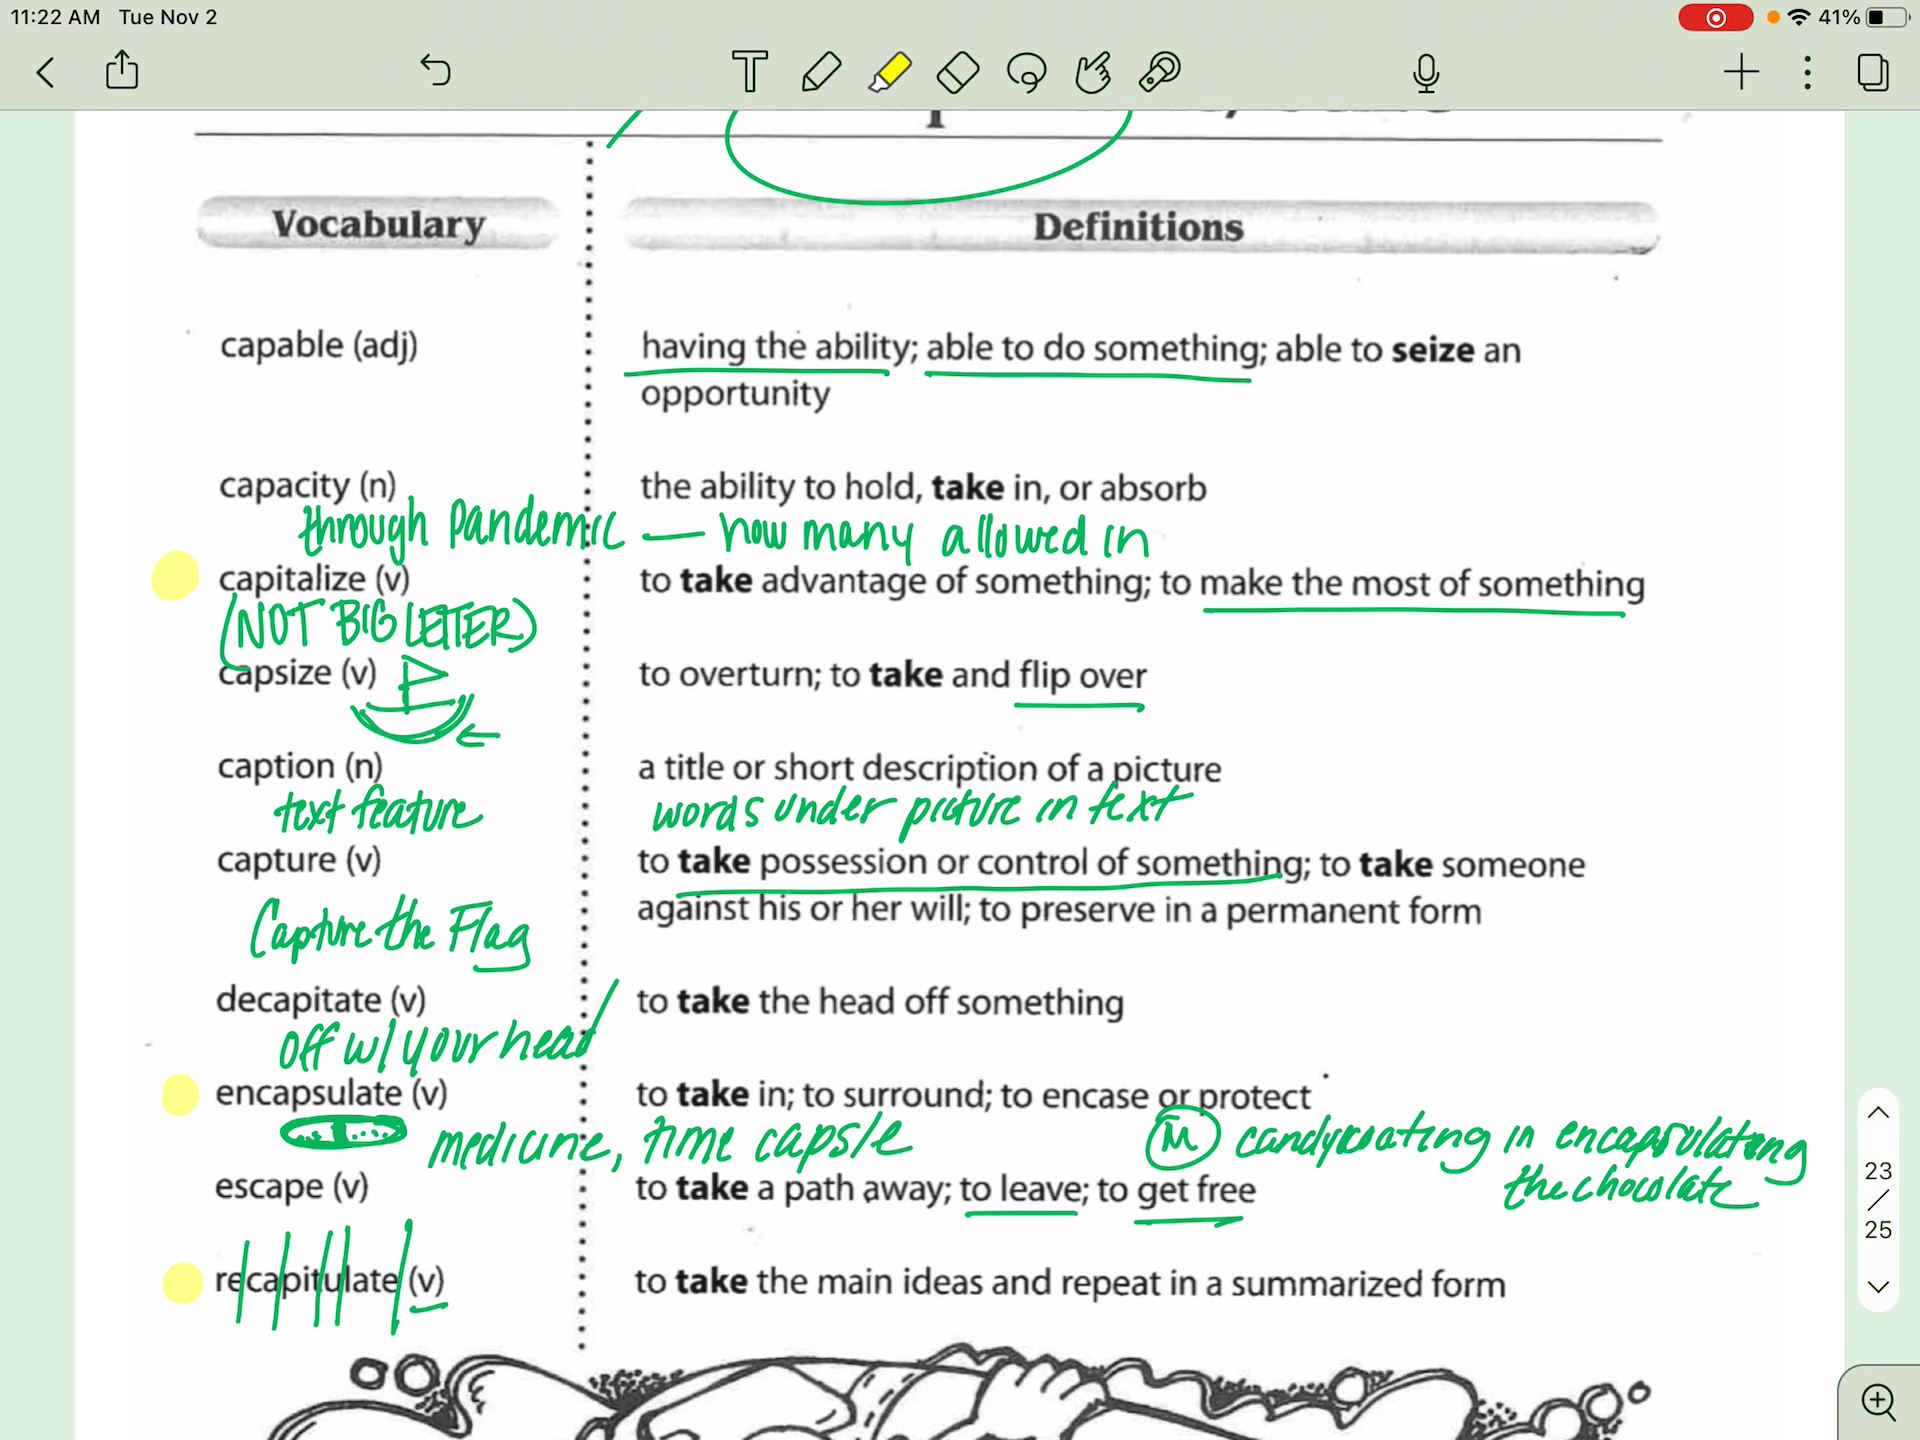 11:22 AM Tue Nov 2
41%
Vocabulary
Definitions
capable (adj)
having the ability; able to do something; able to seize an
opportunity
capacity (n)
the ability to hold, take in, or absorb
through pandemic — how many allowed in
capitalize (v)
to take advantage of something; to make the most of something
(NOT BIG LETTER)
capsize (v)
to overturn; to take and flip over
caption (n)
a title or short description of a picture
text feature
words under picture in text
capture (v)
to take possession or control of something; to take someone
against his or her will; to preserve in a permanent form
Capture the Flag
decapitate (v)
to take the head off something
off w/ your head
encapsulate (v)
to take in; to surround; to encase or protect
medicine, time capsle
M candycoating in encapsulating
the chocolate
escape (v)
to take a path away; to leave; to get free
recapitulate (v)
to take the main ideas and repeat in a summarized form
23
/
25